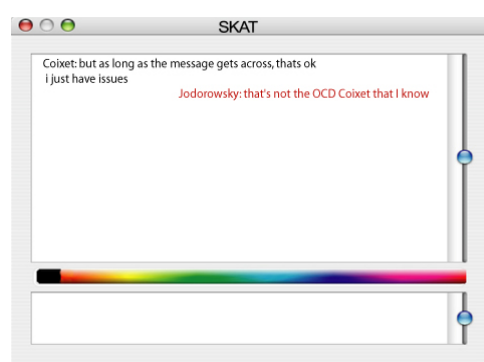 SKAT
Coixet: but as long as the message gets across, thats ok
i just have issues
Jodorowsky: that's not the OCD Coixet that I know